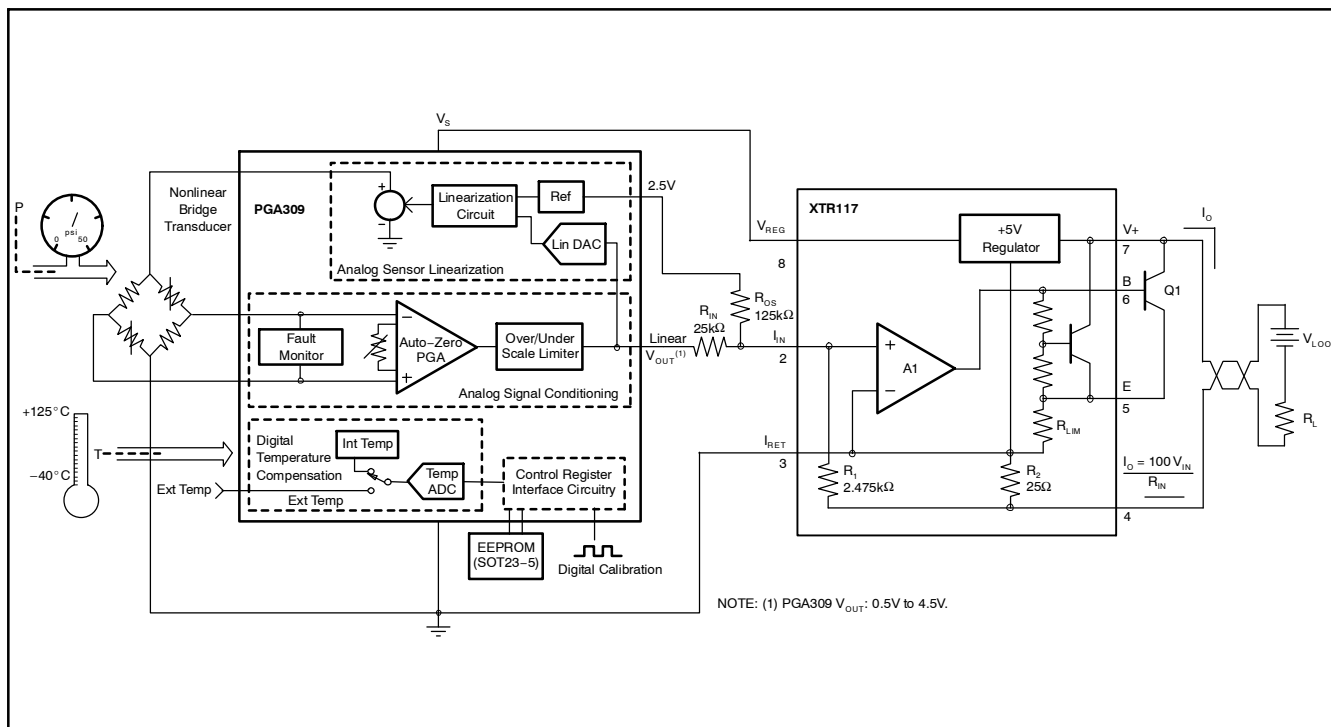 V_S
Nonlinear
Bridge
Transducer
PGA309
P
psi
0
50
+
−
Linearization
Circuit
Ref
2.5V
Lin DAC
Analog Sensor Linearization
Fault
Monitor
−
Auto−Zero
PGA
+
Over/Under
Scale Limiter
Analog Signal Conditioning
Linear
V_OUT(1)
R_IN
25kΩ
R_OS
125kΩ
+125°C
−40°C
T
Digital
Temperature
Compensation
Int Temp
Ext Temp
Ext Temp
Temp
ADC
Control Register
Interface Circuitry
EEPROM
(SOT23−5)
Digital Calibration
XTR117
V_REG
8
+5V
Regulator
V+
7
I_O
B
6
Q1
I_IN
2
+
A1
−
E
5
R_LIM
I_RET
3
R_1
2.475kΩ
R_2
25Ω
I_O = 100 V_IN
R_IN
4
V_LOO
R_L
NOTE: (1) PGA309 V_OUT: 0.5V to 4.5V.